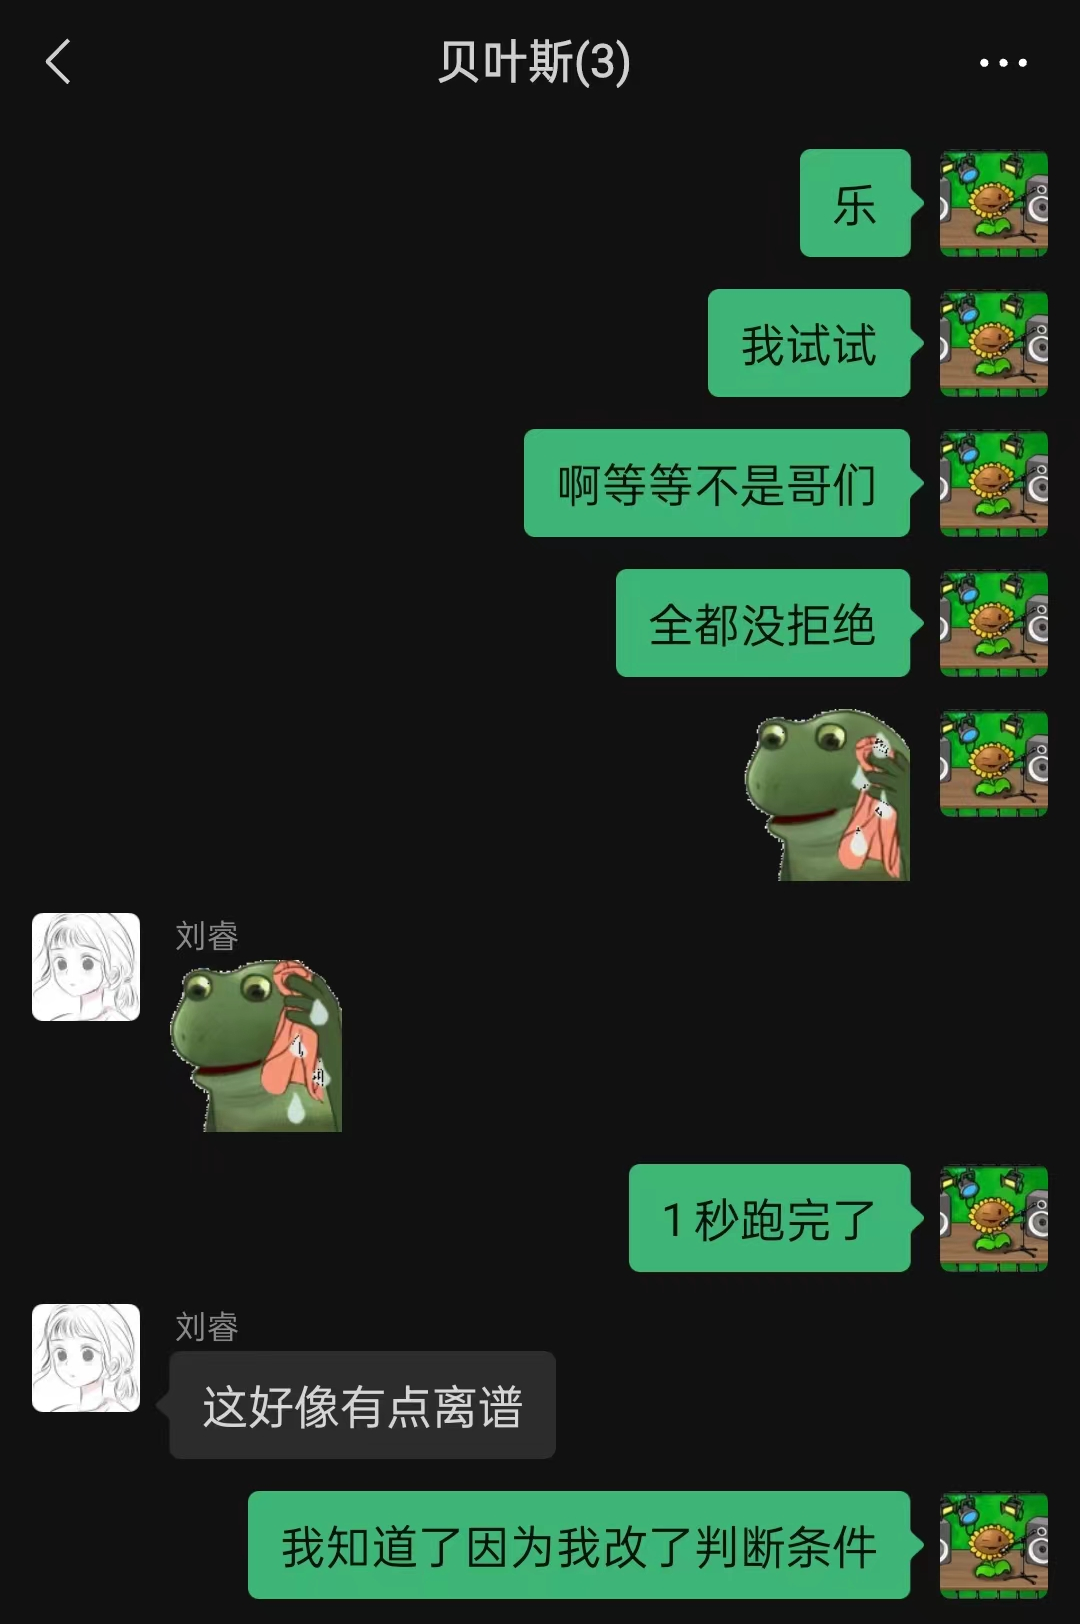 贝叶斯(3)
乐
我试试
啊等等不是哥们
全都没拒绝
刘睿
1秒跑完了
刘睿
这好像有点离谱
我知道了因为我改了判断条件